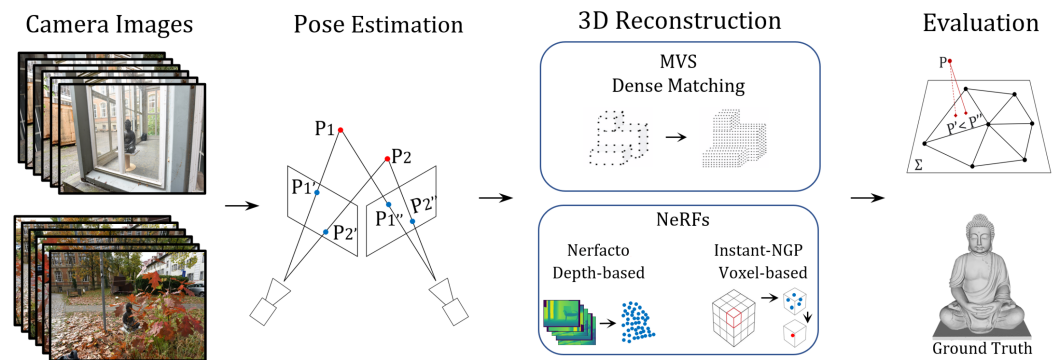 Camera Images
Pose Estimation
3D Reconstruction
Evaluation
P1
P2
P1'
P2'
P1''
P2''
MVS
Dense Matching
NeRFs
Nerfacto
Depth-based
Instant-NGP
Voxel-based
P
P' < P''
Σ
Ground Truth